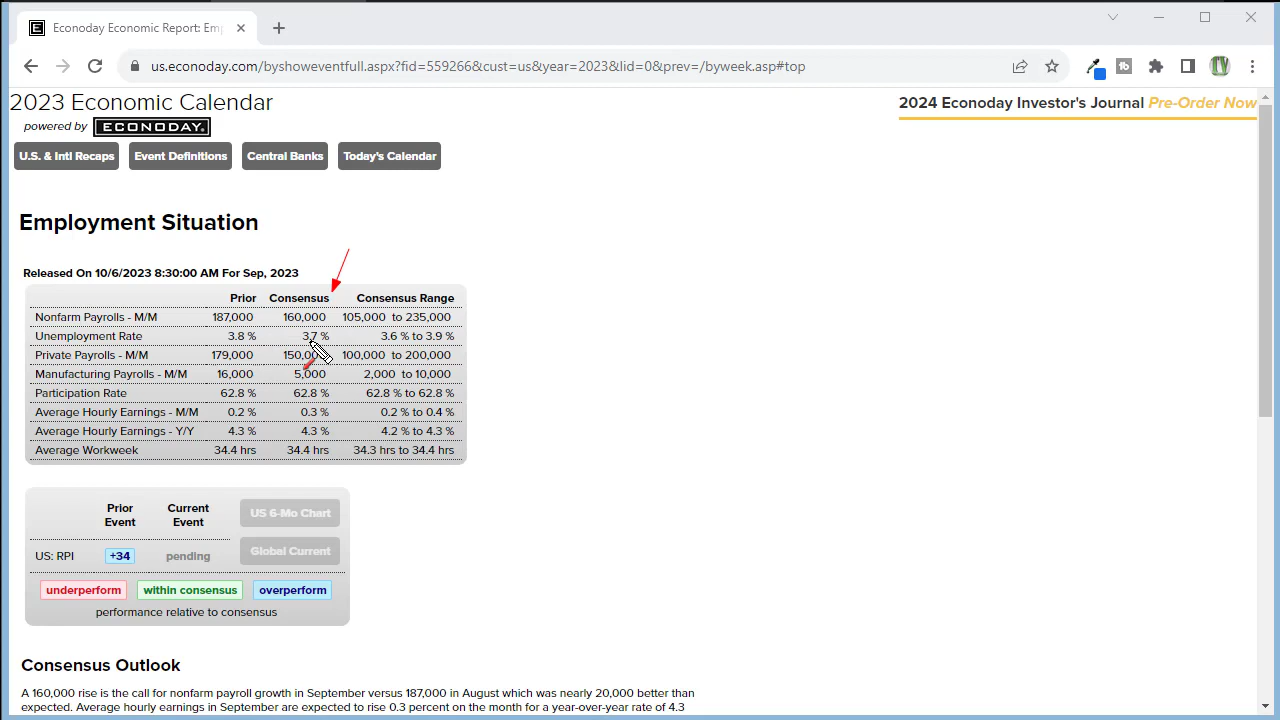 Econoday Economic Report: Em
us.econoday.com/byshoweventfull.aspx?fid=559266&cust=us&year=2023&lid=0&prev=/byweek.asp#top
2023 Economic Calendar
2024 Econoday Investor's Journal Pre-Order Now
powered by ECONODAY
U.S. & Intl Recaps Event Definitions Central Banks Today's Calendar
Employment Situation
Released On 10/6/2023 8:30:00 AM For Sep, 2023
Prior Consensus Consensus Range
Nonfarm Payrolls - M/M 187,000 160,000 105,000 to 235,000
Unemployment Rate 3.8 % 3.7 % 3.6 % to 3.9 %
Private Payrolls - M/M 179,000 150,000 100,000 to 200,000
Manufacturing Payrolls - M/M 16,000 5,000 2,000 to 10,000
Participation Rate 62.8 % 62.8 % 62.8 % to 62.8 %
Average Hourly Earnings - M/M 0.2 % 0.3 % 0.2 % to 0.4 %
Average Hourly Earnings - Y/Y 4.3 % 4.3 % 4.2 % to 4.3 %
Average Workweek 34.4 hrs 34.4 hrs 34.3 hrs to 34.4 hrs
Prior Event Current Event US 6-Mo Chart
Global Current
US: RPI +34 pending
underperform within consensus overperform
performance relative to consensus
Consensus Outlook
A 160,000 rise is the call for nonfarm payroll growth in September versus 187,000 in August which was nearly 20,000 better than
expected. Average hourly earnings in September are expected to rise 0.3 percent on the month for a year-over-year rate of 4.3